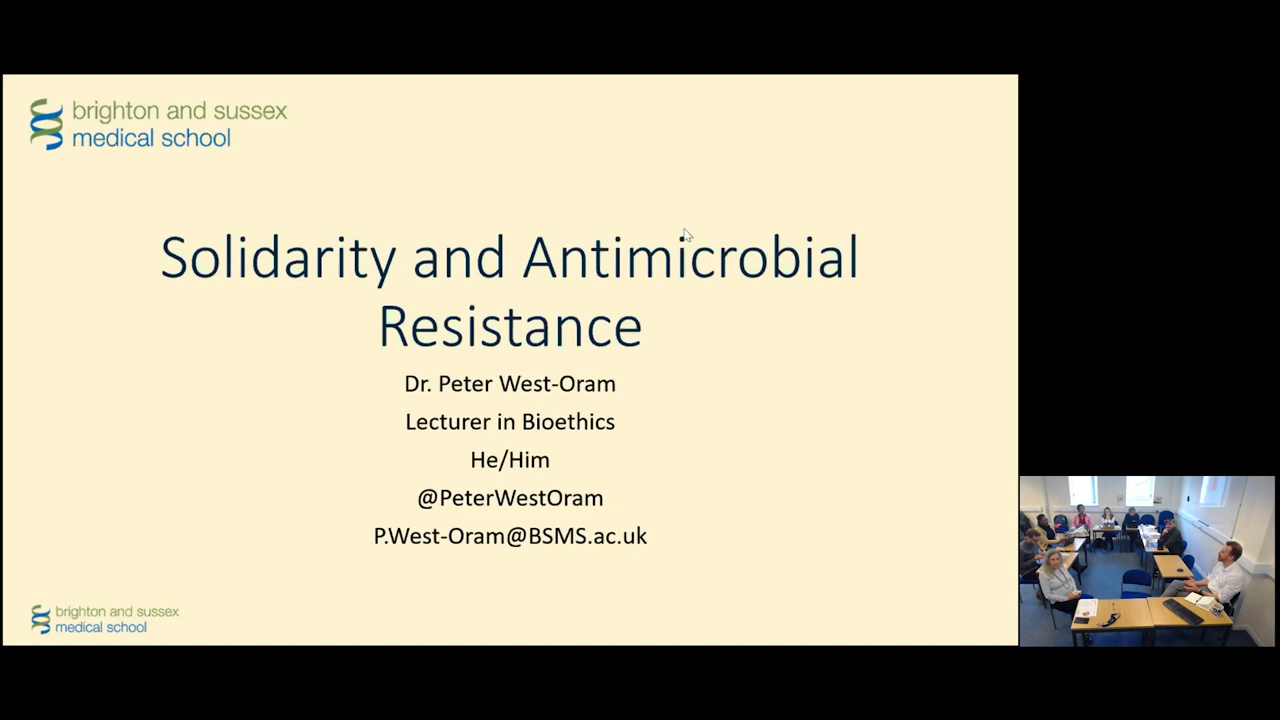 brighton and sussex
medical school
Solidarity and Antimicrobial
Resistance
Dr. Peter West-Oram
Lecturer in Bioethics
He/Him
@PeterWestOram
P.West-Oram@BSMS.ac.uk
brighton and sussex
medical school